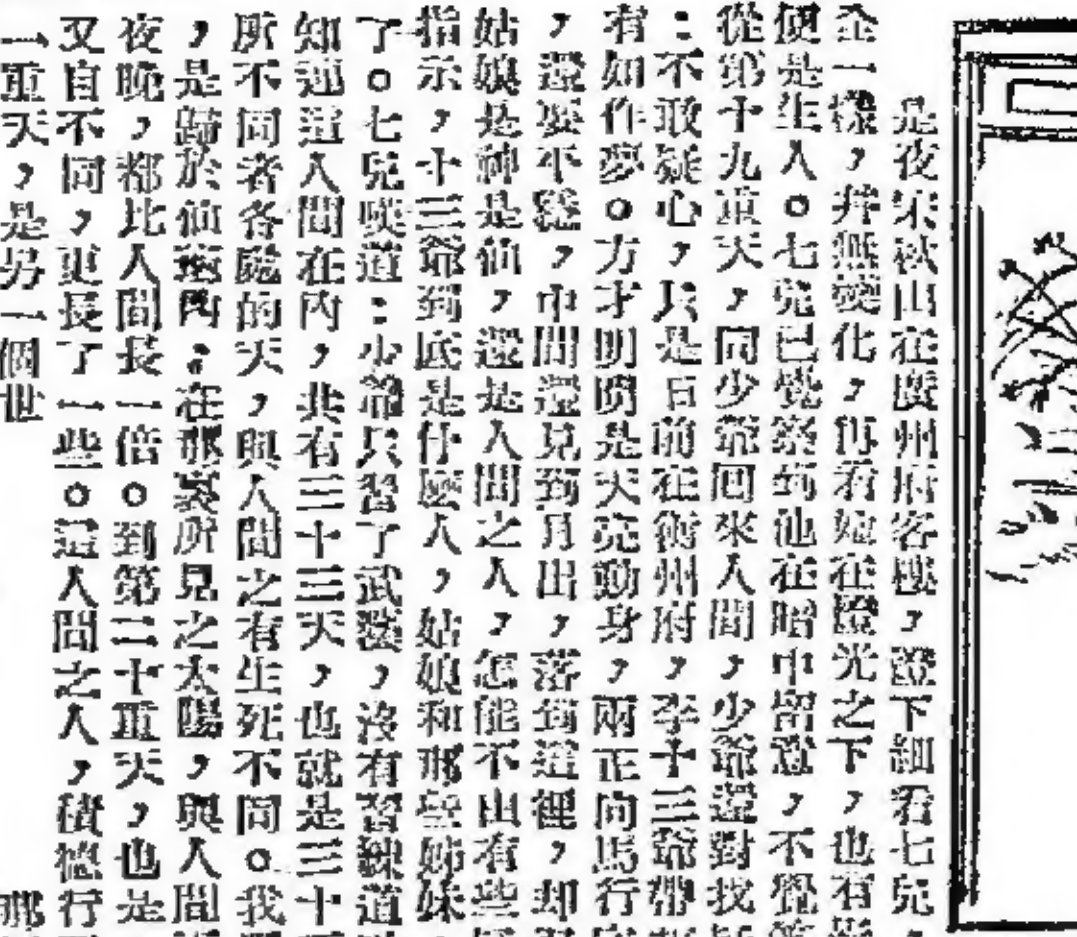 是夜宋秋山在廣州府客棧，燈下細看七兒
全一樣，并無變化，再看她在燈光之下，也有
便是生人。七兒已覺察到他在暗中留意，不覺
從第十九重天，同少爺回來人間，少爺還對我
：不敢疑心，只是日前在衡州府，李十三爺帶
有如作夢。方才明明是天亮動身，兩正向馬行
，還要不錯，中間還見到月出，落到這裡，却
姑娘是神是仙，還是人間之人，怎能不由有些
指示，十三爺到底是什麼人，姑娘和那些姊妹
了。七兒嘆道：少爺只習了武藝，沒有習練道
知道這人間在內，共有三十三天，也就是三十
所不同者各處的天，與人間之有生死不同。我
，是歸於仙蹤內。在那裏所見之太陽，與人間
夜晚，都比人間長一倍。到第二十重天，也是
又自不同，更長了一些。這人間之人，積德行
一重天，是另一個世　那